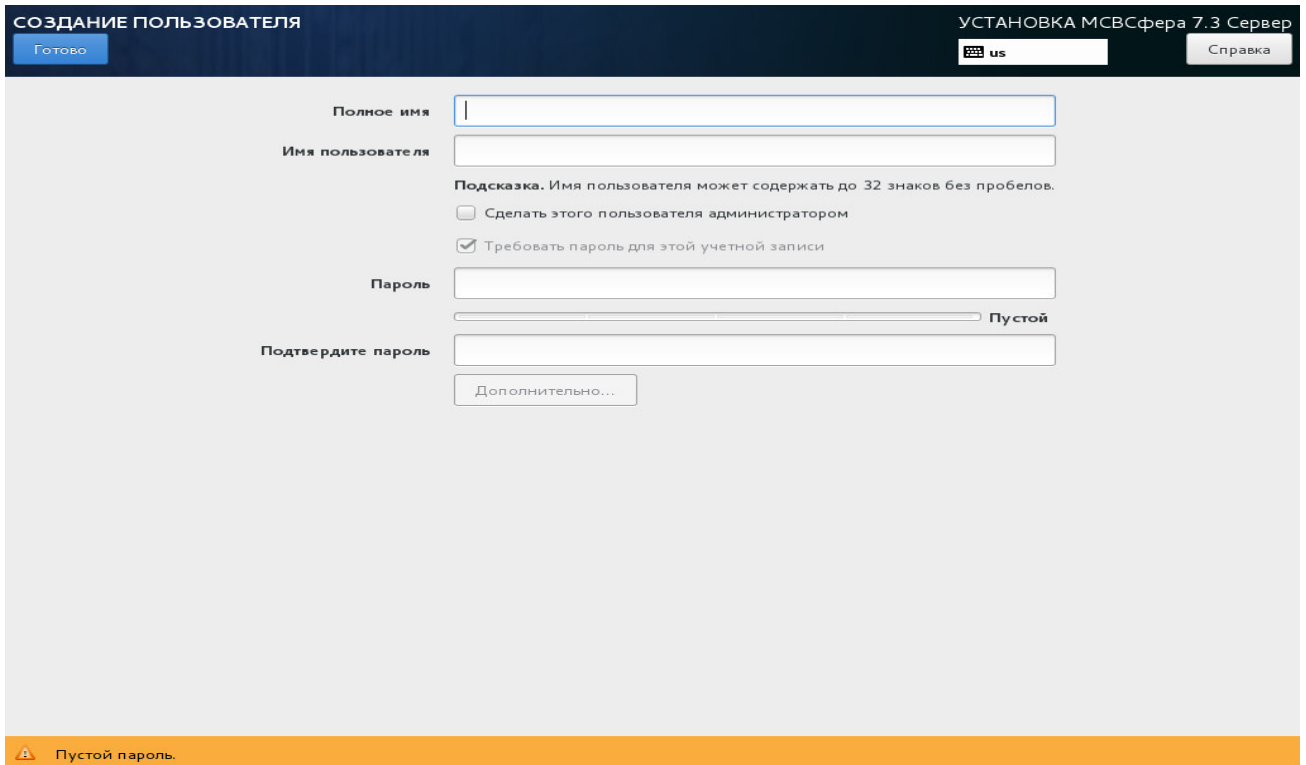 СОЗДАНИЕ ПОЛЬЗОВАТЕЛЯ
УСТАНОВКА МСВСфера 7.3 Сервер
Готово
us
Справка
Полное имя
Имя пользователя
Подсказка. Имя пользователя может содержать до 32 знаков без пробелов.
Сделать этого пользователя администратором
Требовать пароль для этой учетной записи
Пароль
Пустой
Подтвердите пароль
Дополнительно...
Пустой пароль.